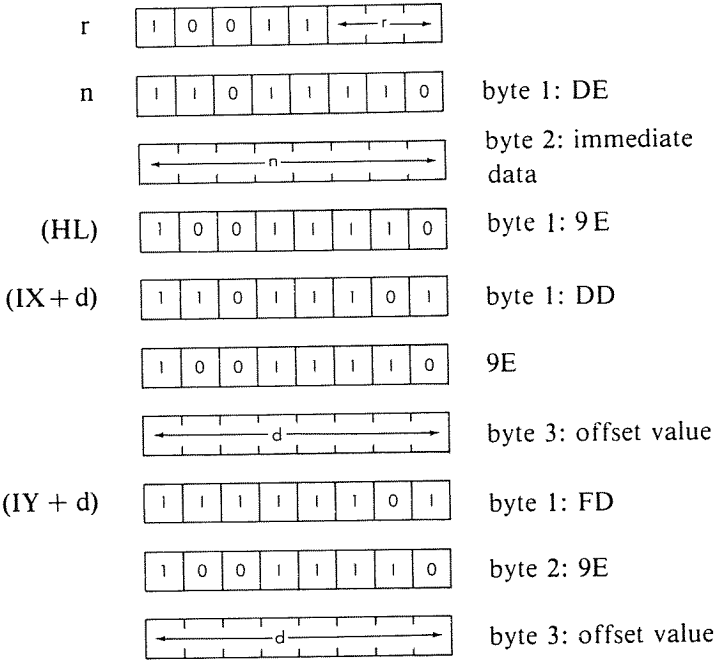 r 1 0 0 1 1 r
n 1 1 0 1 1 1 1 0 byte 1: DE
n byte 2: immediate
data
(HL) 1 0 0 1 1 1 1 0 byte 1: 9E
(IX + d) 1 1 0 1 1 1 0 1 byte 1: DD
1 0 0 1 1 1 1 0 9E
d byte 3: offset value
(IY + d) 1 1 1 1 1 1 0 1 byte 1: FD
1 0 0 1 1 1 1 0 byte 2: 9E
d byte 3: offset value